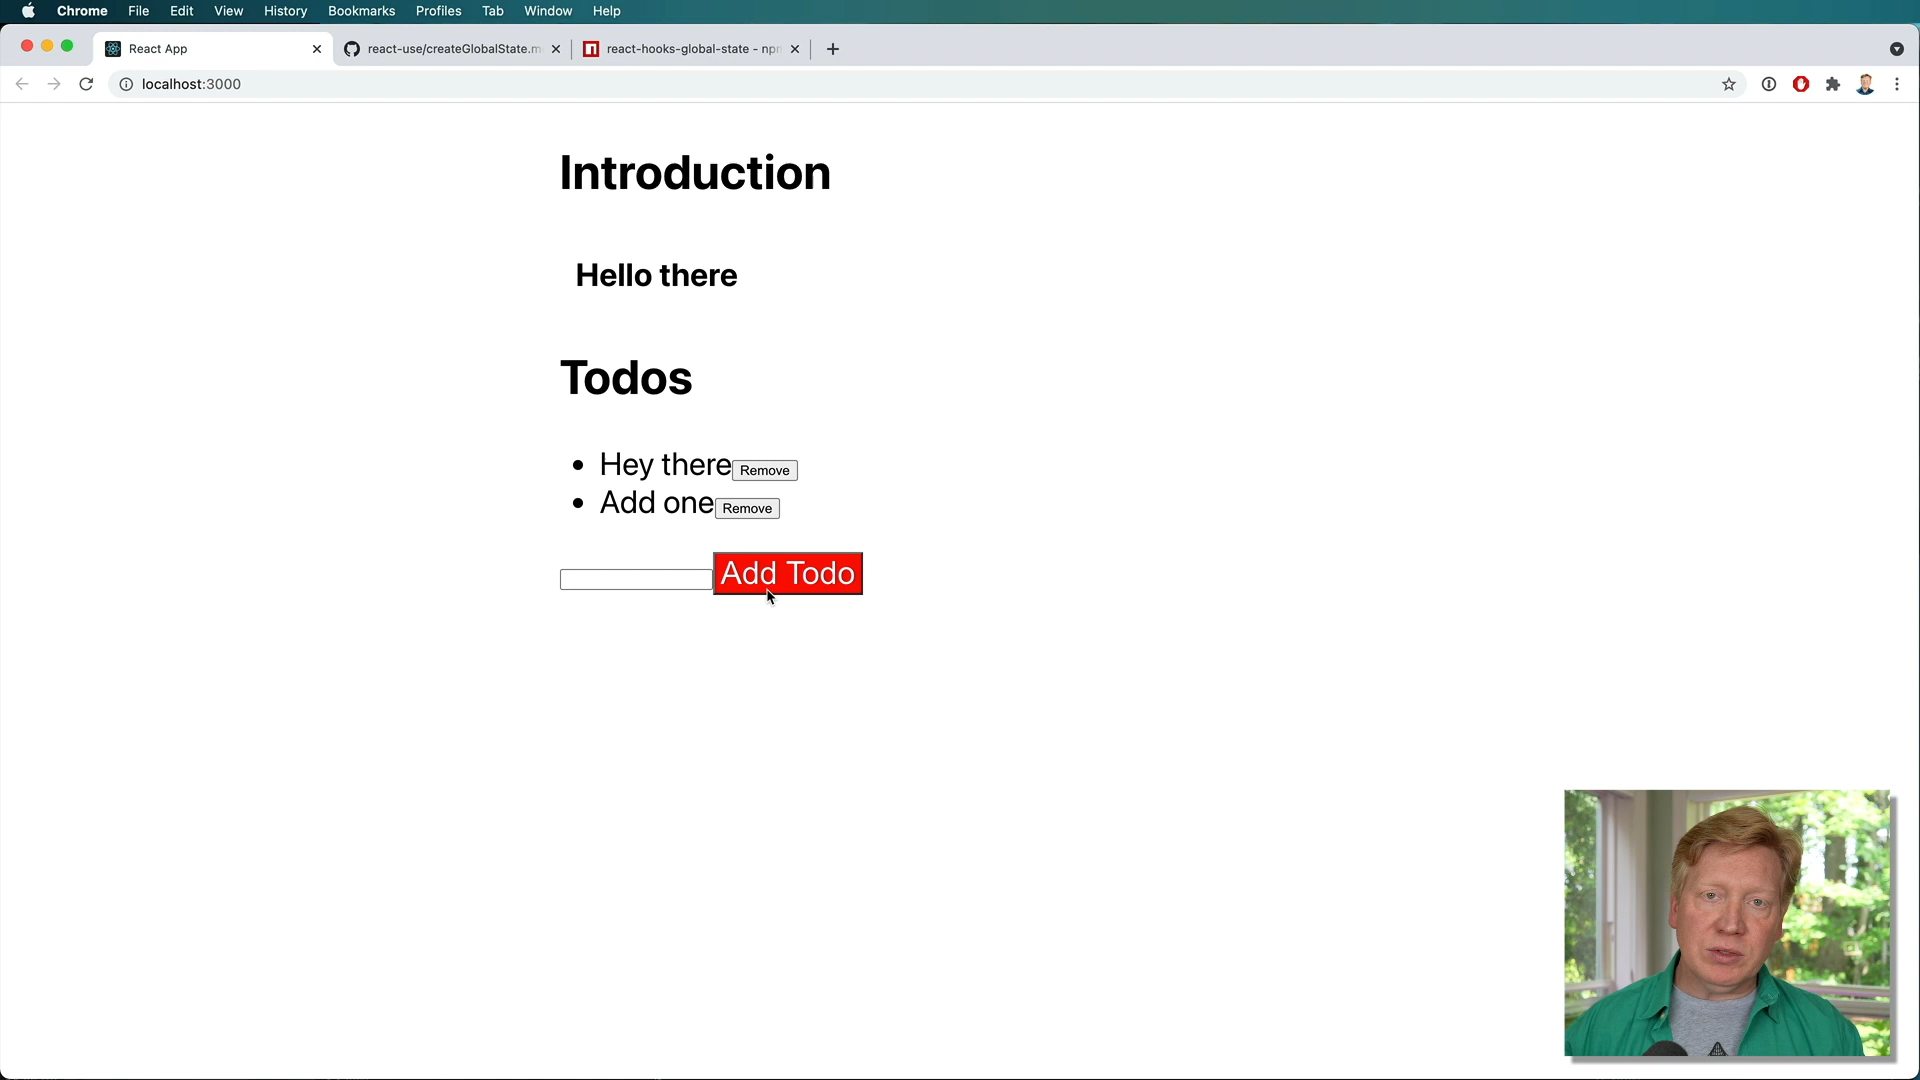 Chrome File Edit View History Bookmarks Profiles Tab Window Help
React App react-use/createGlobalState.m react-hooks-global-state - npm
localhost:3000
Introduction
Hello there
Todos
Hey there Remove
Add one Remove
Add Todo